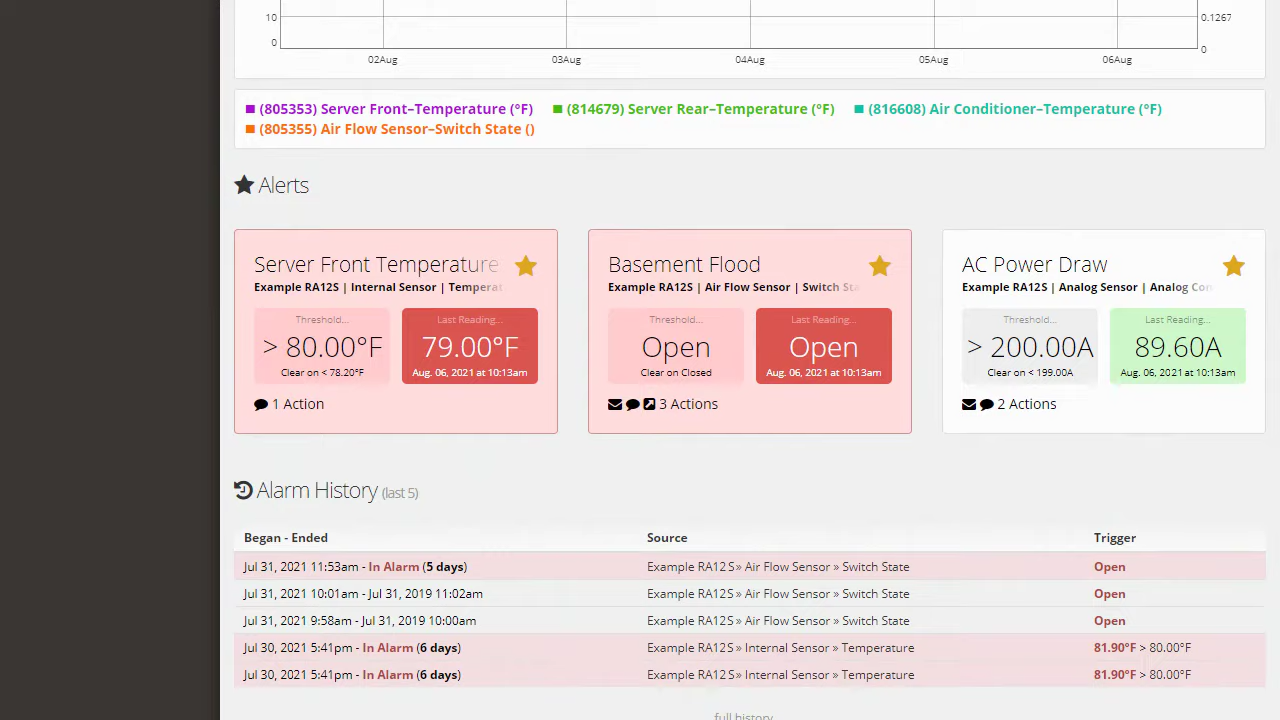 10
0.1267
0
0
02Aug 03Aug 04Aug 05Aug 06Aug
(805353) Server Front–Temperature (°F) (814679) Server Rear–Temperature (°F) (816608) Air Conditioner–Temperature (°F)
(805355) Air Flow Sensor–Switch State ()
Alerts
Server Front Temperature
Example RA12S | Internal Sensor | Temperat
Threshold...
> 80.00°F
Clear on < 78.20°F
Last Reading...
79.00°F
Aug. 06, 2021 at 10:13am
1 Action
Basement Flood
Example RA12S | Air Flow Sensor | Switch Sta
Threshold...
Open
Clear on Closed
Last Reading...
Open
Aug. 06, 2021 at 10:13am
3 Actions
AC Power Draw
Example RA12S | Analog Sensor | Analog Con
Threshold...
> 200.00A
Clear on < 199.00A
Last Reading...
89.60A
Aug. 06, 2021 at 10:13am
2 Actions
Alarm History (last 5)
Began - Ended Source Trigger
Jul 31, 2021 11:53am - In Alarm (5 days) Example RA12S » Air Flow Sensor » Switch State Open
Jul 31, 2021 10:01am - Jul 31, 2019 11:02am Example RA12S » Air Flow Sensor » Switch State Open
Jul 31, 2021 9:58am - Jul 31, 2019 10:00am Example RA12S » Air Flow Sensor » Switch State Open
Jul 30, 2021 5:41pm - In Alarm (6 days) Example RA12S » Internal Sensor » Temperature 81.90°F > 80.00°F
Jul 30, 2021 5:41pm - In Alarm (6 days) Example RA12S » Internal Sensor » Temperature 81.90°F > 80.00°F
full history